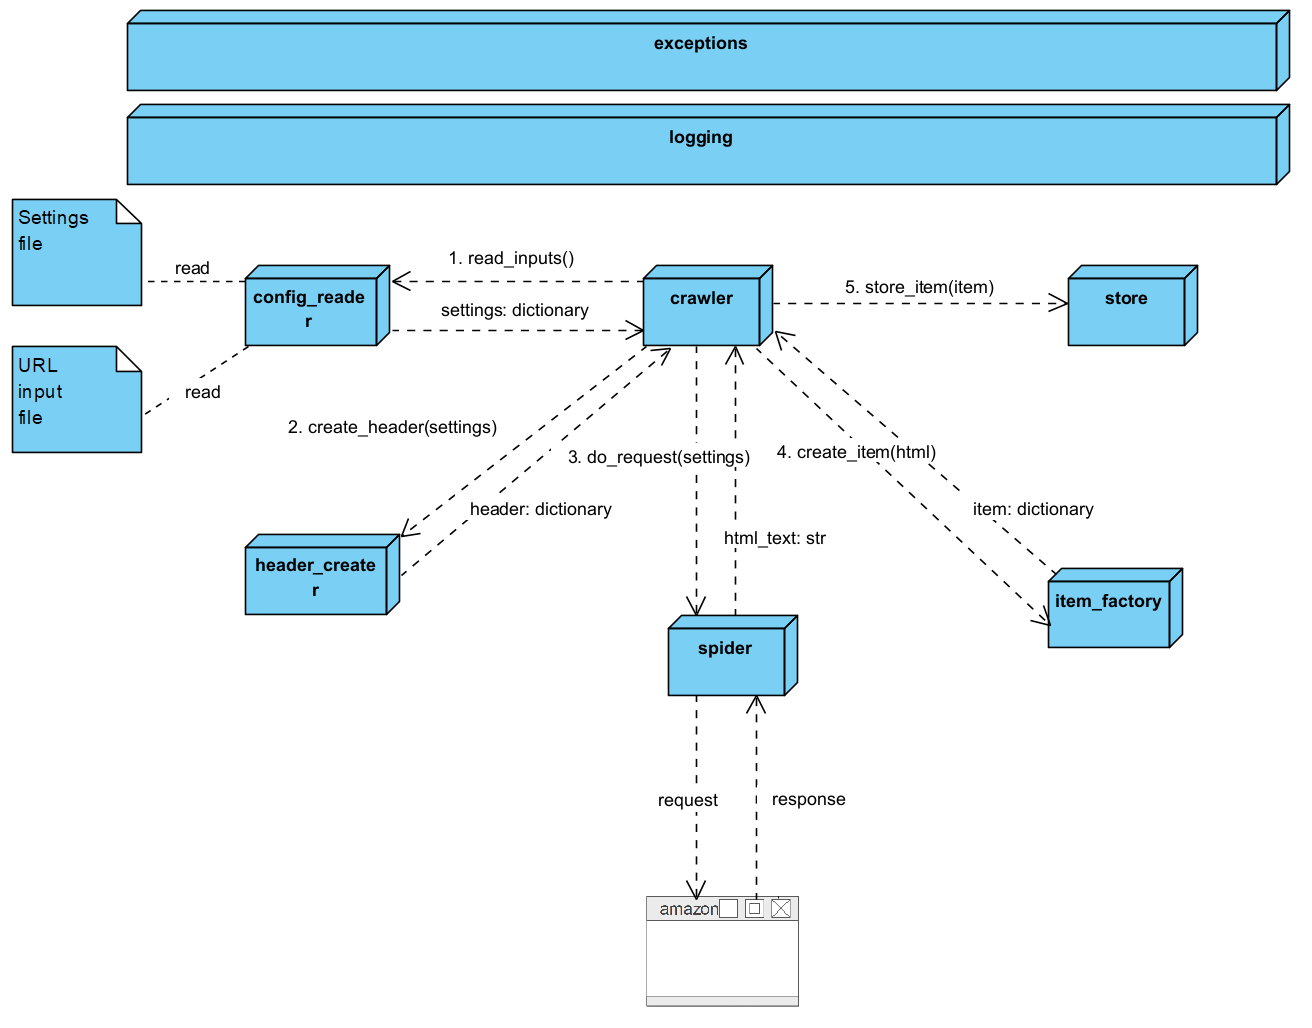 exceptions
logging
Settings
file
read
1. read_inputs()
config_reade
r
crawler
5. store_item(item)
store
settings: dictionary
URL
input
file
read
2. create_header(settings)
3. do_request(settings)
4. create_item(html)
header: dictionary
item: dictionary
html_text: str
header_create
r
item_factory
spider
request
response
amazon